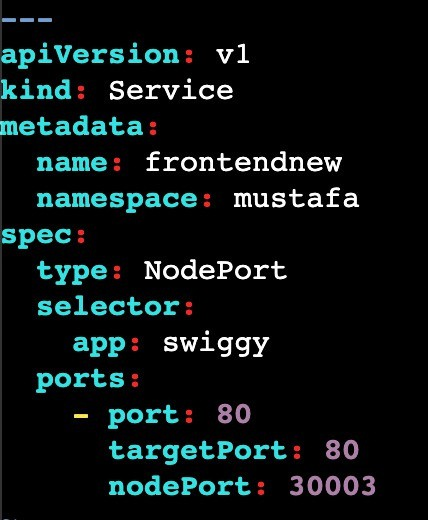 ---
apiVersion: v1
kind: Service
metadata:
  name: frontendnew
  namespace: mustafa
spec:
  type: NodePort
  selector:
    app: swiggy
  ports:
    - port: 80
      targetPort: 80
      nodePort: 30003